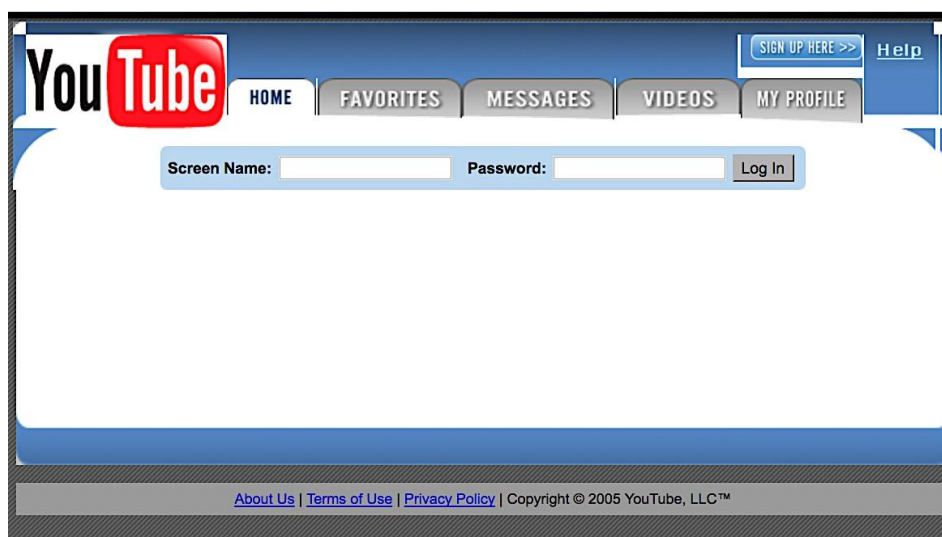 YouTube
SIGN UP HERE >> Help
HOME FAVORITES MESSAGES VIDEOS MY PROFILE
Screen Name: Password: Log In
About Us | Terms of Use | Privacy Policy | Copyright © 2005 YouTube, LLC™